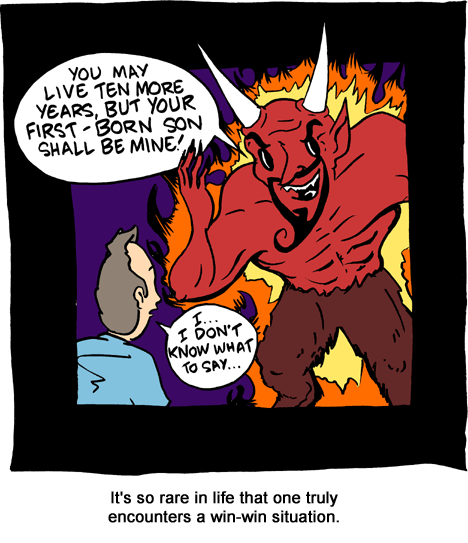 YOU MAY
LIVE TEN MORE
YEARS, BUT YOUR
FIRST-BORN SON
SHALL BE MINE!
I...
I DON'T
KNOW WHAT
TO SAY...
It's so rare in life that one truly
encounters a win-win situation.